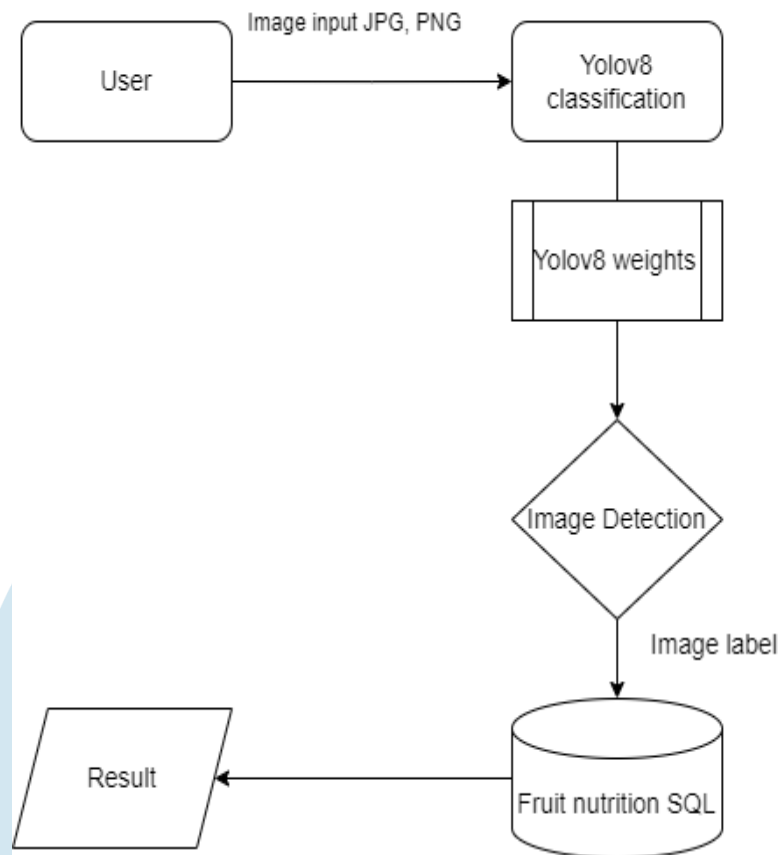 Image input JPG, PNG
User
Yolov8
classification
Yolov8 weights
Image Detection
Image label
Result
Fruit nutrition SQL